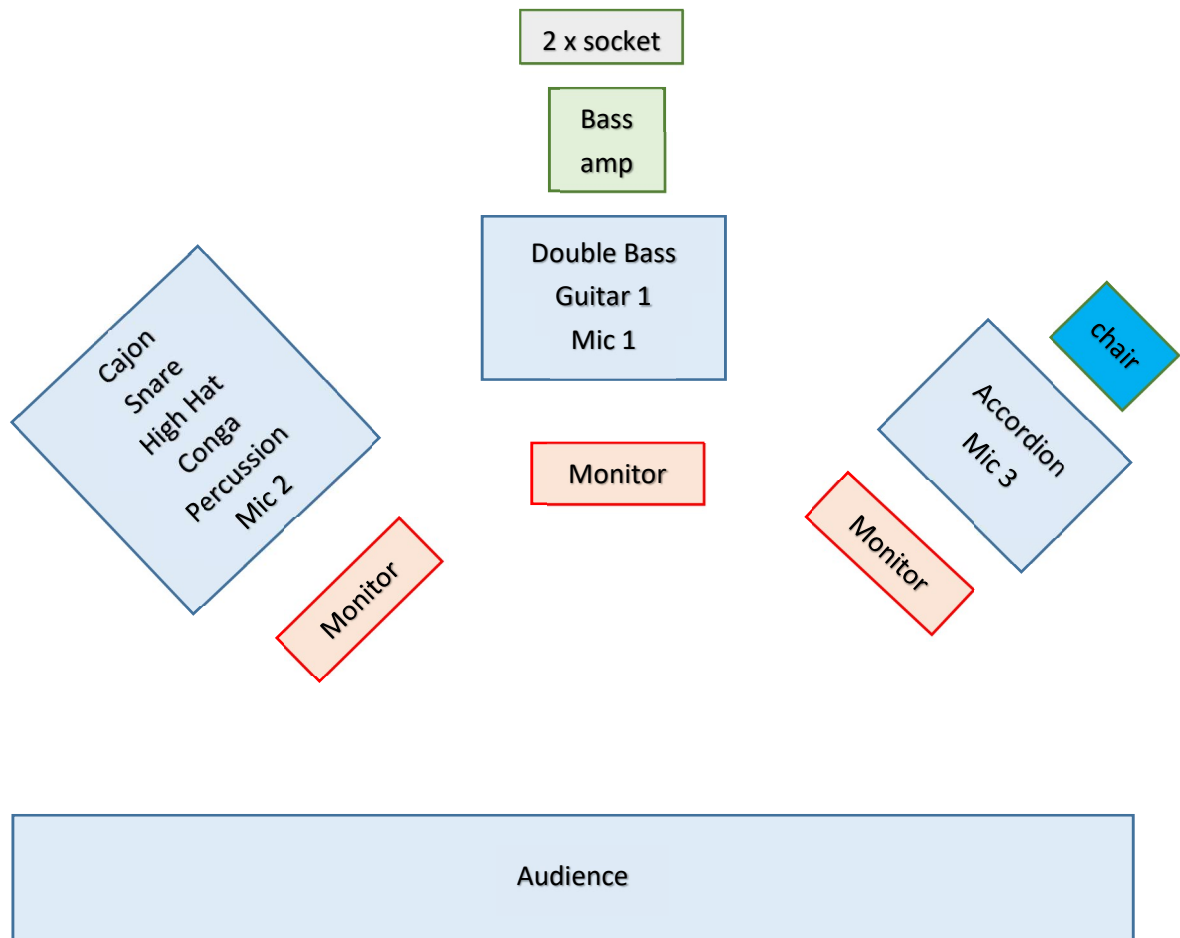 2 x socket
Bass
amp
Double Bass
Guitar 1
Mic 1
Cajon
Snare
High Hat
Conga
Percussion
Mic 2
chair
Accordion
Mic 3
Monitor
Monitor
Monitor
Audience